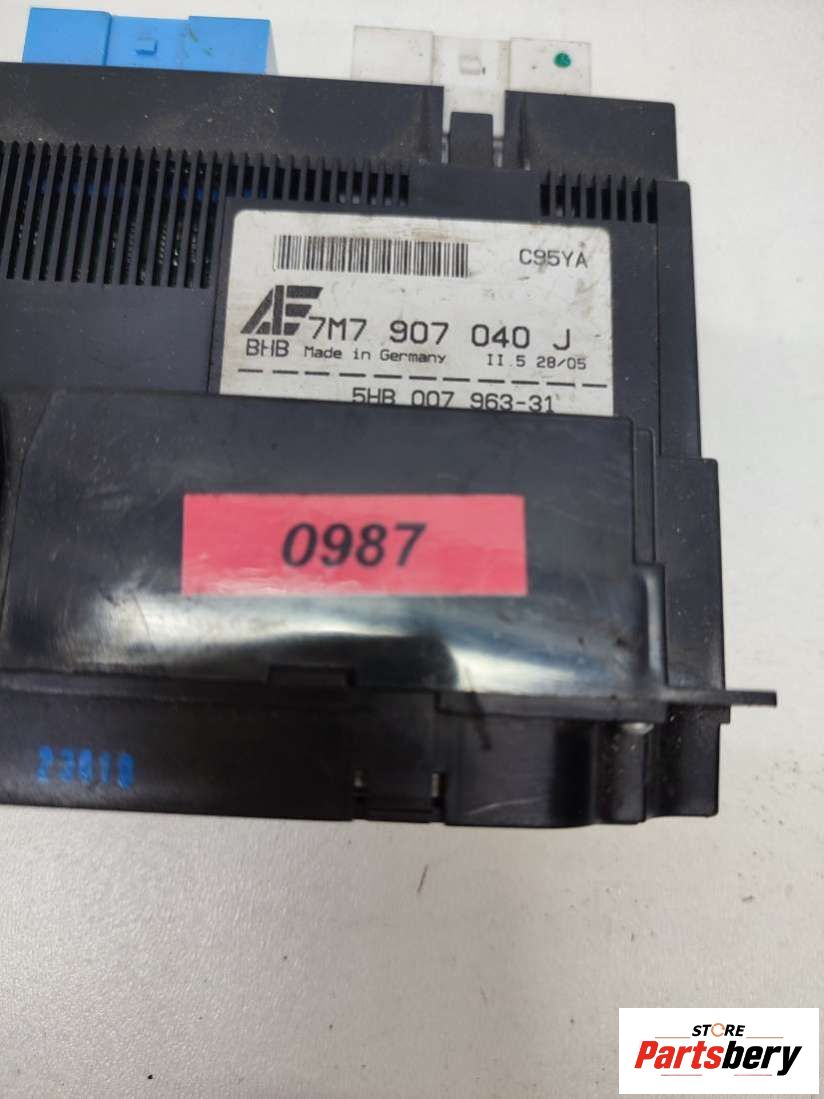 C95YA
AE
7M7 907 040 J
BHB Made in Germany II.5 28/05
5HB 007 963-31
0987
STORE
Partsbery